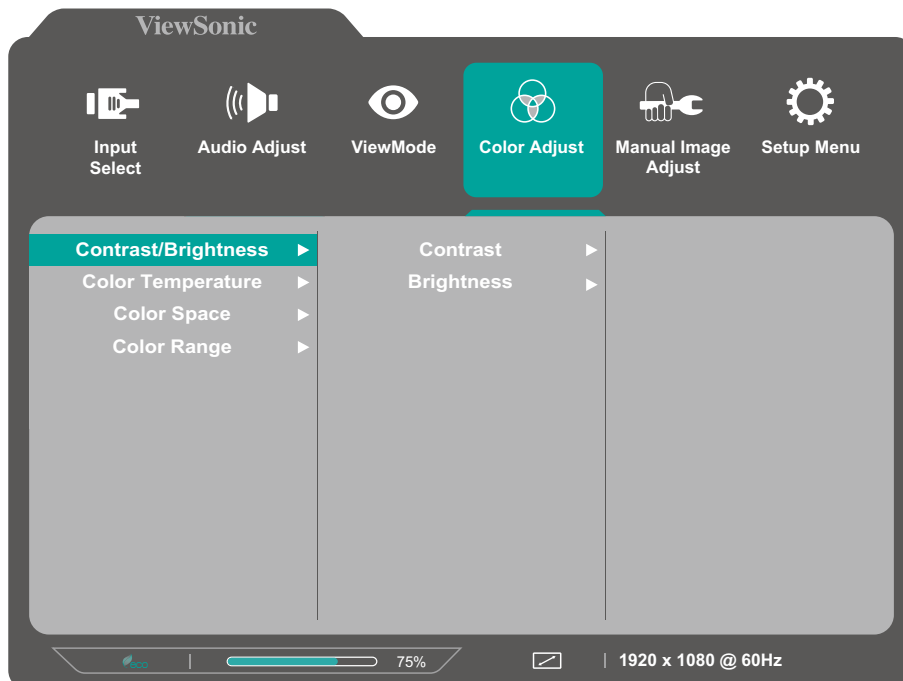 ViewSonic
Input
Select
Audio Adjust
ViewMode
Color Adjust
Manual Image
Adjust
Setup Menu
Contrast/Brightness
Color Temperature
Color Space
Color Range
Contrast
Brightness
eco
75%
1920 x 1080 @ 60Hz